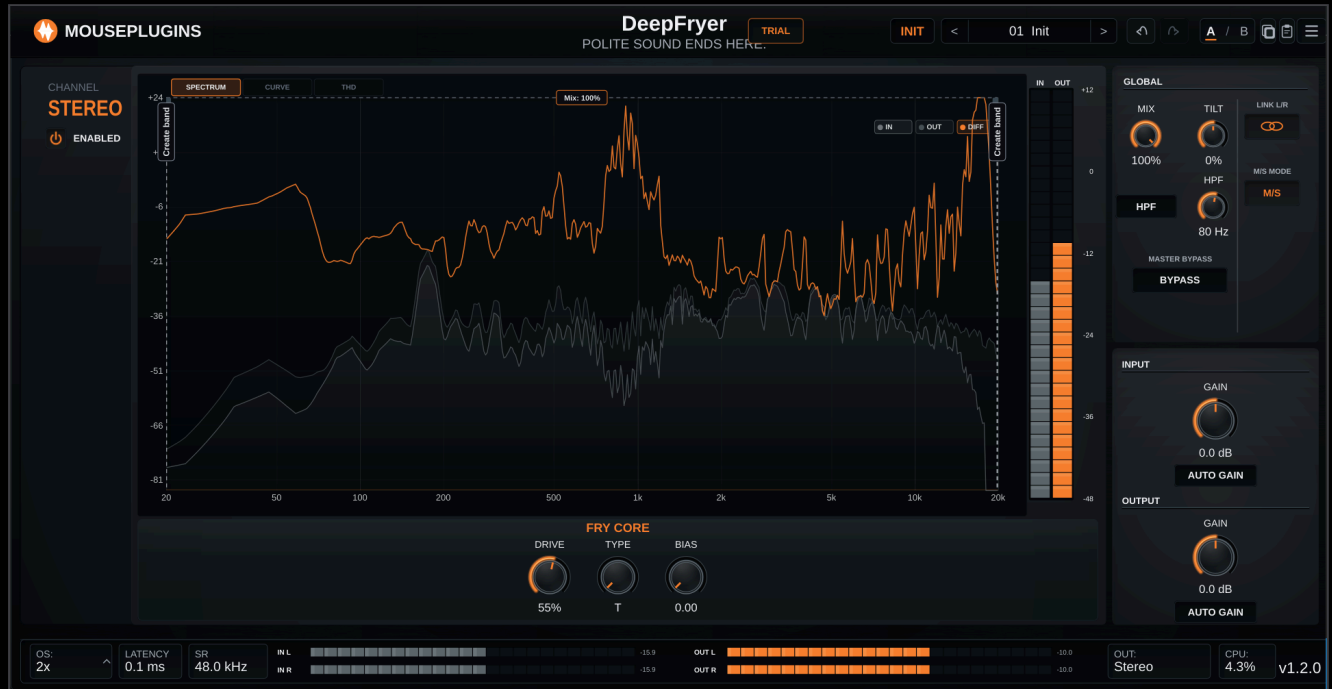 MOUSEPLUGINS
DeepFryer
POLITE SOUND ENDS HERE.
TRIAL
INIT
<
01 Init
>
A / B
CHANNEL
STEREO
ENABLED
SPECTRUM
CURVE
THD
Mix: 100%
IN
OUT
DIFF
Create band
Create band
+24
-6
-21
-36
-51
-66
-81
20
50
100
200
500
1k
2k
5k
10k
20k
IN OUT
+12
0
-12
-24
-36
-48
GLOBAL
MIX
100%
TILT
0%
LINK L/R
HPF
HPF
80 Hz
M/S MODE
M/S
MASTER BYPASS
BYPASS
INPUT
GAIN
0.0 dB
AUTO GAIN
OUTPUT
GAIN
0.0 dB
AUTO GAIN
FRY CORE
DRIVE
TYPE
BIAS
55%
T
0.00
OS:
2x
LATENCY
0.1 ms
SR
48.0 kHz
IN L
-15.9
IN R
-15.9
OUT L
-10.0
OUT R
-10.0
OUT:
Stereo
CPU:
4.3%
v1.2.0